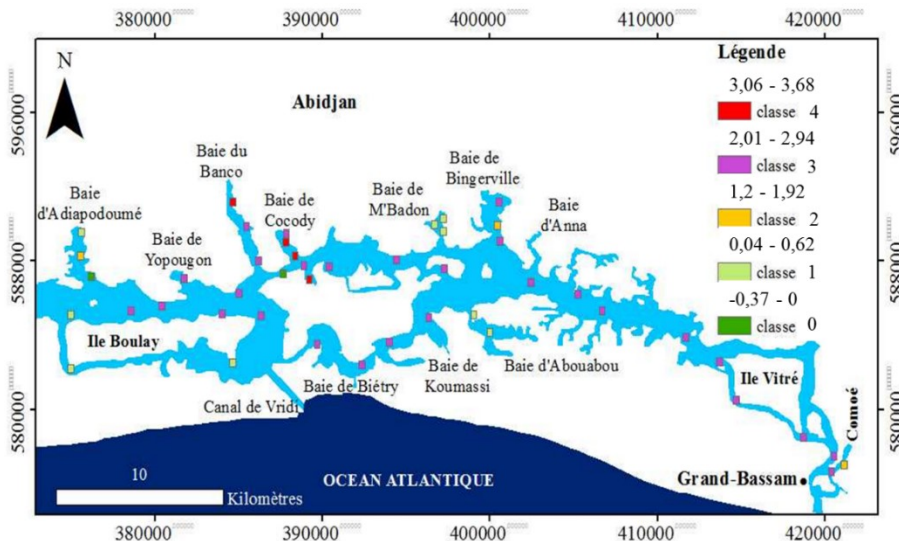 380000
390000
400000
410000
420000
596000
588000
580000
N
Abidjan
Légende
3,06 - 3,68
classe 4
2,01 - 2,94
classe 3
1,2 - 1,92
classe 2
0,04 - 0,62
classe 1
-0,37 - 0
classe 0
Baie du
Banco
Baie
d'Adiapodoumé
Baie de
Yopougon
Baie de
Cocody
Baie de
M'Badon
Baie de
Bingerville
Baie
d'Anna
Ile Boulay
Canal de Vridi
Baie de Biétry
Baie de
Koumassi
Baie d'Abouabou
Ile Vitré
Comoé
Grand-Bassam
OCEAN ATLANTIQUE
10
Kilomètres
596000
588000
580000
380000
390000
400000
410000
420000